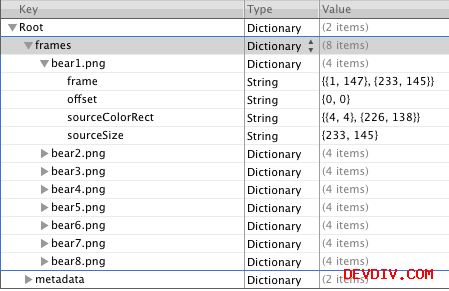 Key Type Value
Root Dictionary (2 items)
frames Dictionary (8 items)
bear1.png Dictionary (4 items)
frame String {{1, 147}, {233, 145}}
offset String {0, 0}
sourceColorRect String {{4, 4}, {226, 138}}
sourceSize String {233, 145}
bear2.png Dictionary (4 items)
bear3.png Dictionary (4 items)
bear4.png Dictionary (4 items)
bear5.png Dictionary (4 items)
bear6.png Dictionary (4 items)
bear7.png Dictionary (4 items)
bear8.png Dictionary (4 items)
metadata Dictionary (2 items)
DEVDIV.COM